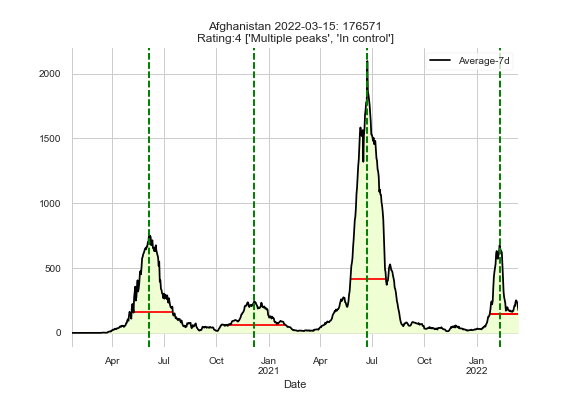 Afghanistan 2022-03-15: 176571
Rating:4 ['Multiple peaks', 'In control']
Average-7d
2000
1500
1000
500
0
Apr Jul Oct Jan Apr Jul Oct Jan
2021 2022
Date